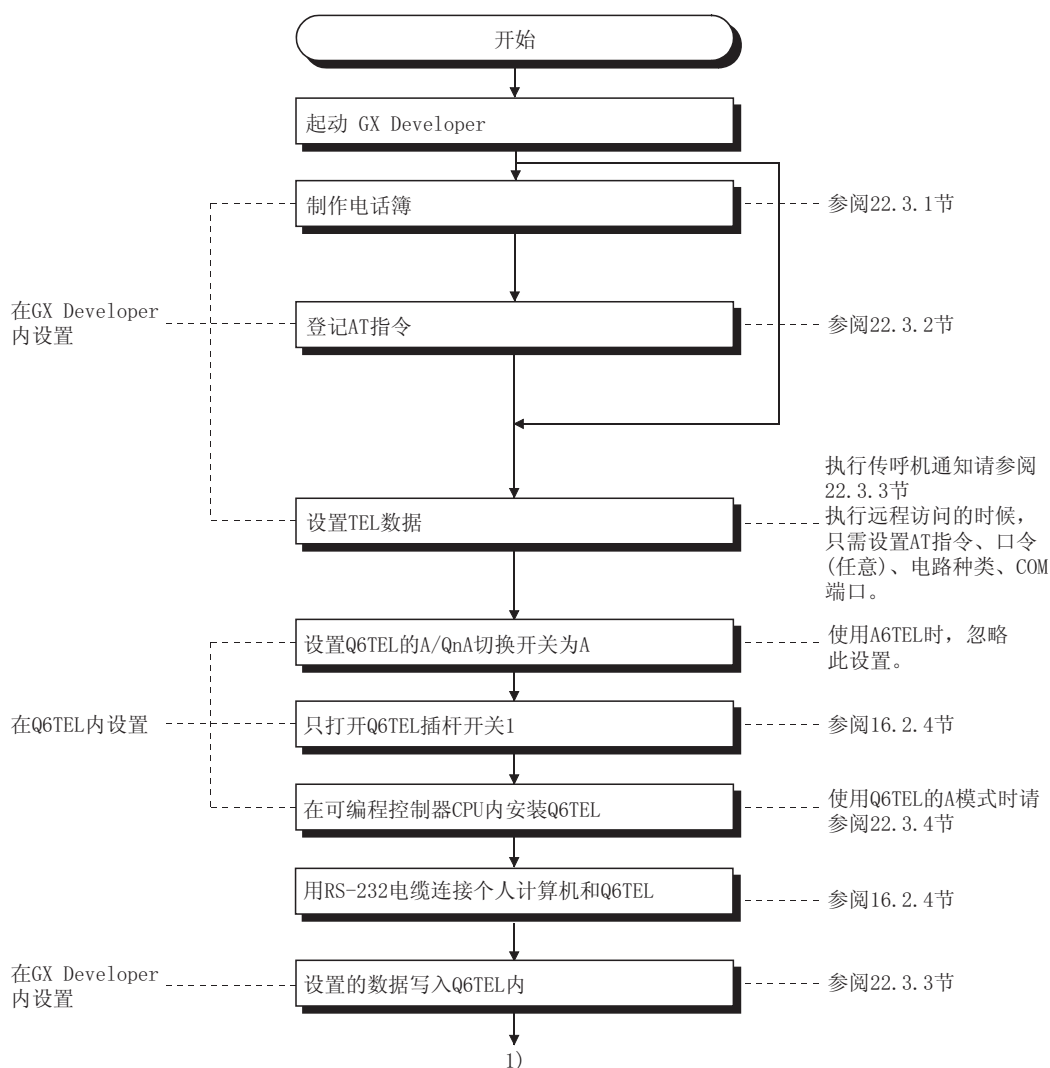 开始
起动 GX Developer
制作电话簿
参阅22.3.1节
在GX Developer
内设置
登记AT指令
参阅22.3.2节
设置TEL数据
执行传呼机通知请参阅
22.3.3节
执行远程访问的时候，
只需设置AT指令、口令
(任意)、电路种类、COM
端口。
设置Q6TEL的A/QnA切换开关为A
使用A6TEL时，忽略
此设置。
在Q6TEL内设置
只打开Q6TEL插杆开关1
参阅16.2.4节
在可编程控制器CPU内安装Q6TEL
使用Q6TEL的A模式时请
参阅22.3.4节
用RS-232电缆连接个人计算机和Q6TEL
参阅16.2.4节
在GX Developer
内设置
设置的数据写入Q6TEL内
参阅22.3.3节
1)